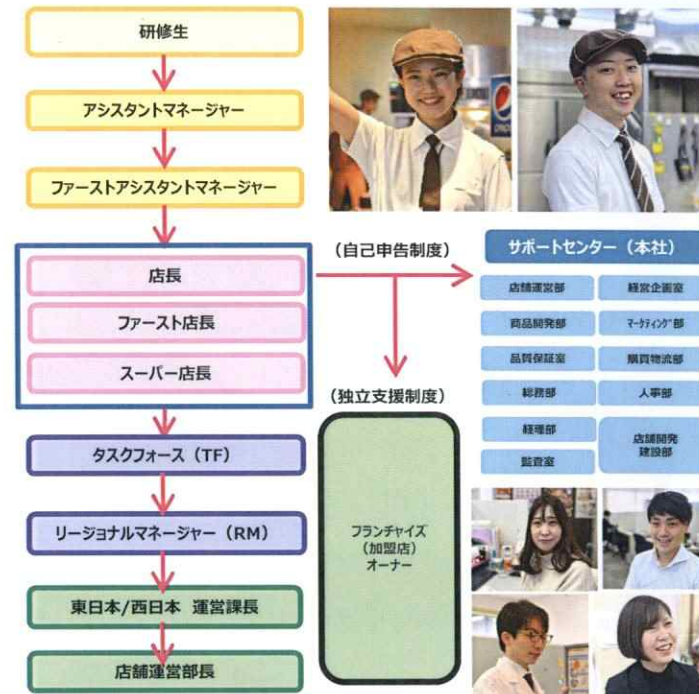 研修生
アシスタントマネージャー
ファーストアシスタントマネージャー
店長
ファースト店長
スーパー店長
タスクフォース（TF）
リージョナルマネージャー（RM）
東日本/西日本 運営課長
店舗運営部長
（自己申告制度）
（独立支援制度）
フランチャイズ
（加盟店）
オーナー
サポートセンター（本社）
店舗運営部
経営企画室
商品開発部
マーケティング部
品質保証室
購買物流部
総務部
人事部
経理部
店舗開発
建設部
監査室